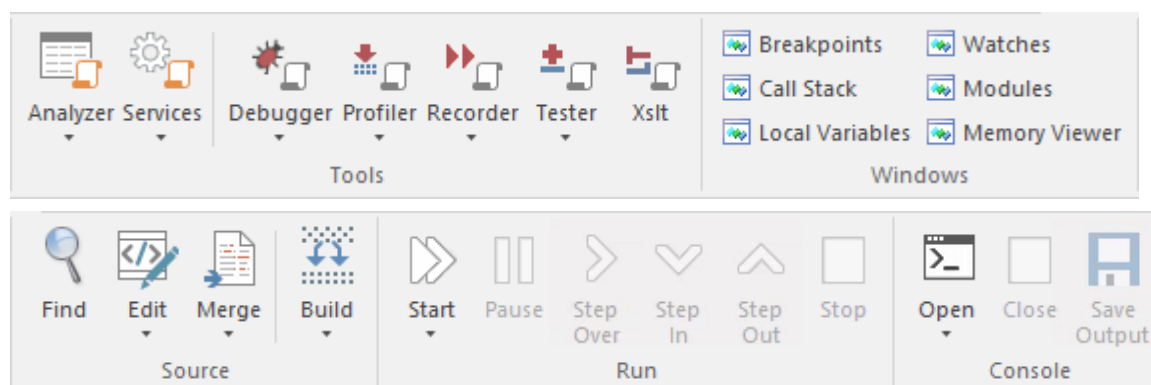 Breakpoints Watches
Call Stack Modules
Analyzer Services Debugger Profiler Recorder Tester Xslt
Local Variables Memory Viewer
Tools Windows
Find Edit Merge Build Start Pause Step Over Step In Step Out Stop Open Close Save Output
Source Run Console